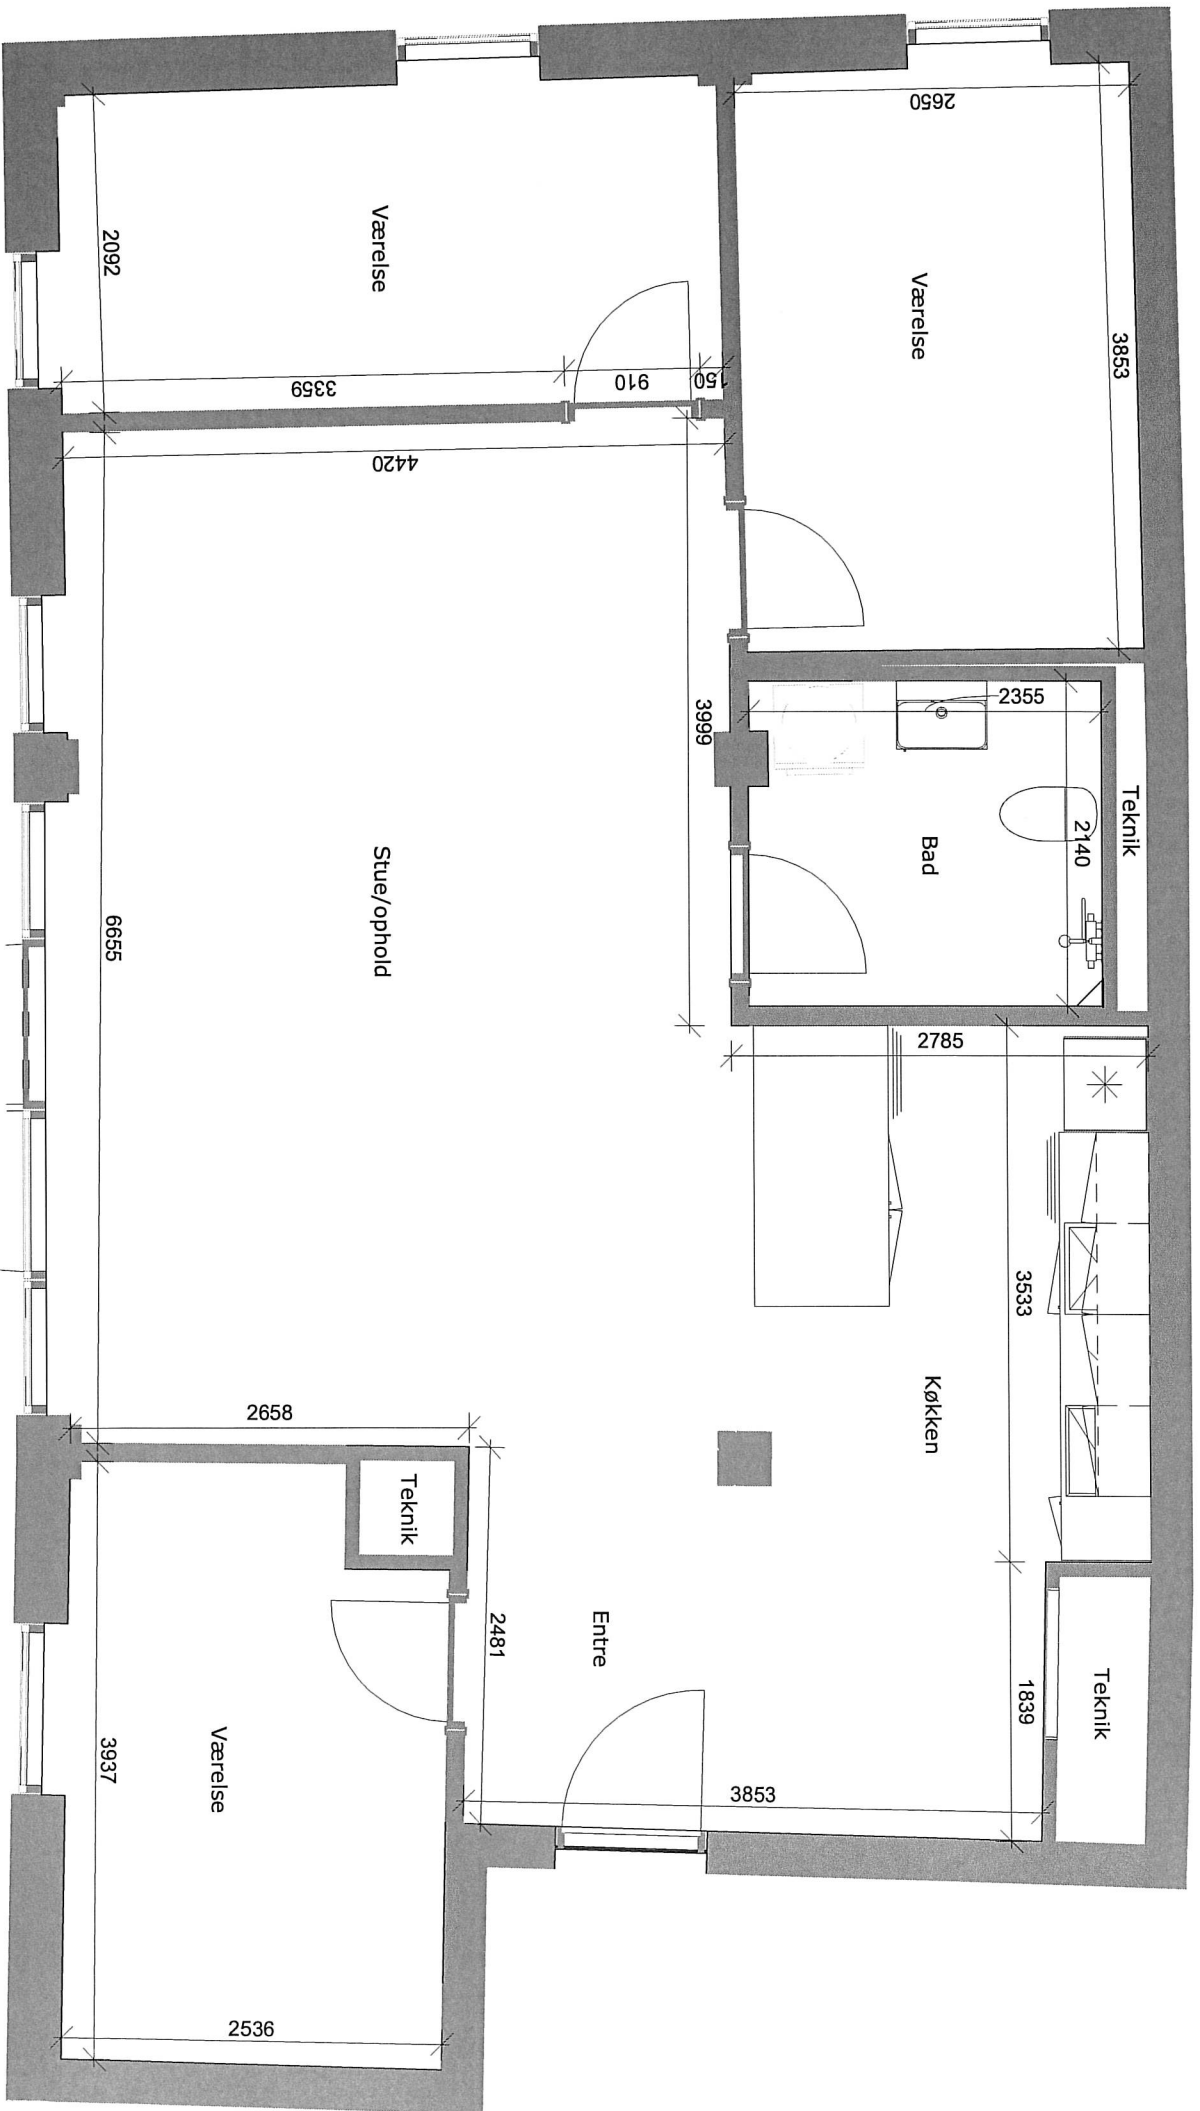 2650
Værelse
3853
Værelse
2092
3359
910
150
4420
3999
2355
2140
Bad
Teknik
Stue/ophold
6655
2785
3533
Køkken
2658
Teknik
2481
Entre
1839
Teknik
3853
Værelse
3937
2536